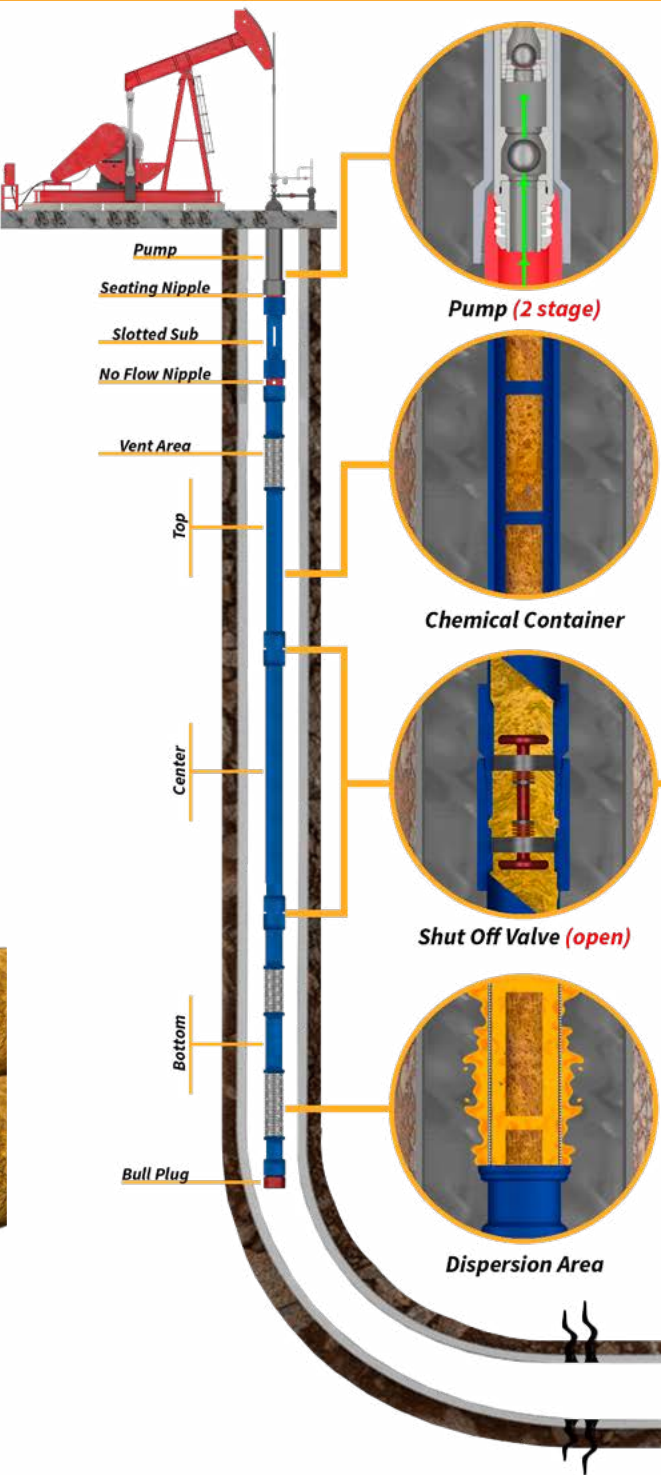 Pump
Seating Nipple
Slotted Sub
No Flow Nipple
Vent Area
Top
Center
Bottom
Bull Plug
Pump (2 stage)
Chemical Container
Shut Off Valve (open)
Dispersion Area